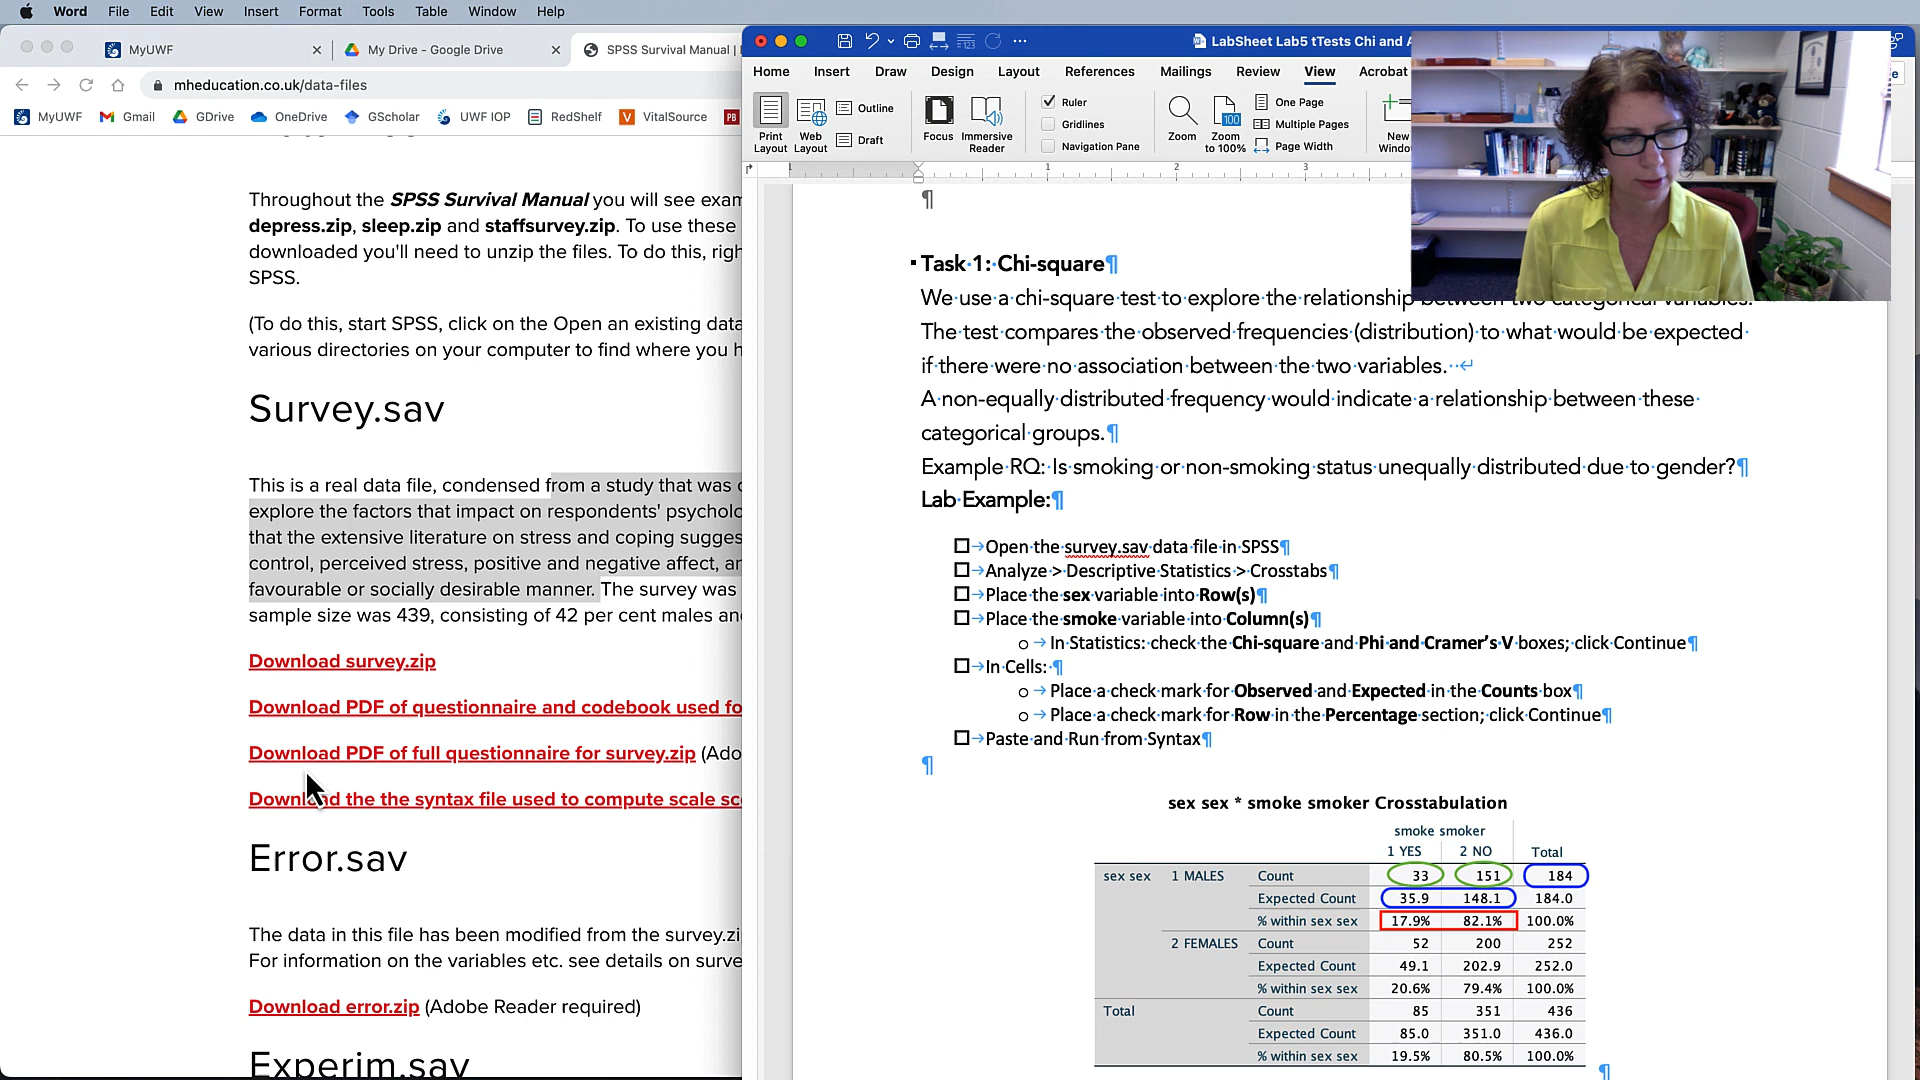 Word File Edit View Insert Format Tools Table Window Help
MyUWF
My Drive - Google Drive
SPSS Survival Manual |
mheducation.co.uk/data-files
MyUWF Gmail GDrive OneDrive GScholar UWF IOP RedShelf VitalSource PB
Throughout the SPSS Survival Manual you will see
depress.zip, sleep.zip and staffsurvey.zip. To use these
downloaded you'll need to unzip the files. To do this,
SPSS.
(To do this, start SPSS, click on the Open an existing
various directories on your computer to find where you
Survey.sav
This is a real data file, condensed from a study that was
explore the factors that impact on respondents'
that the extensive literature on stress and coping
control, perceived stress, positive and negative affect,
favourable or socially desirable manner. The survey was
sample size was 439, consisting of 42 per cent males
Download survey.zip
Download PDF of questionnaire and codebook used
Download PDF of full questionnaire for survey.zip
Download the the syntax file used to compute scale
Error.sav
The data in this file has been modified from the
For information on the variables etc. see details on
Download error.zip (Adobe Reader required)
Experim.sav
LabSheet Lab5 tTests Chi and
Home Insert Draw Design Layout References Mailings Review View Acrobat
Print Layout
Web Layout
Outline
Draft
Focus
Immersive Reader
Ruler
Gridlines
Navigation Pane
Zoom
100
Zoom to 100%
One Page
Multiple Pages
Page Width
New
1 1 2 3
Task 1: Chi-square¶
We use a chi-square test to explore the relationship between two categorical variables.
The test compares the observed frequencies (distribution) to what would be expected
if there were no association between the two variables.
A non-equally distributed frequency would indicate a relationship between these
categorical groups.¶
Example RQ: Is smoking or non-smoking status unequally distributed due to gender?¶
Lab Example:¶
Open the survey.sav data file in SPSS¶
Analyze > Descriptive Statistics > Crosstabs¶
Place the sex variable into Row(s)¶
Place the smoke variable into Column(s)¶
In Statistics: check the Chi-square and Phi and Cramer's V boxes; click Continue¶
In Cells: ¶
Place a check mark for Observed and Expected in the Counts box¶
Place a check mark for Row in the Percentage section; click Continue¶
Paste and Run from Syntax¶
sex sex * smoke smoker Crosstabulation
smoke smoker
1 YES 2 NO Total
sex sex 1 MALES Count 33 151 184
Expected Count 35.9 148.1 184.0
% within sex sex 17.9% 82.1% 100.0%
2 FEMALES Count 52 200 252
Expected Count 49.1 202.9 252.0
% within sex sex 20.6% 79.4% 100.0%
Total Count 85 351 436
Expected Count 85.0 351.0 436.0
% within sex sex 19.5% 80.5% 100.0%